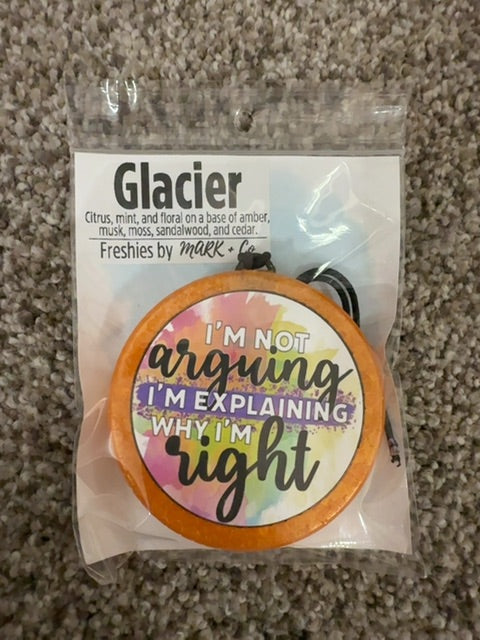 Glacier
Citrus, mint, and floral on a base of amber,
musk, moss, sandalwood, and cedar.
Freshies by MARK + Co
I'M NOT
arguing
I'M EXPLAINING
WHY I'M
right